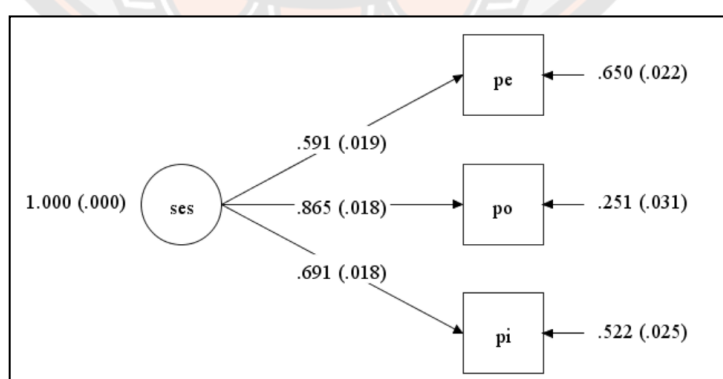 pe
.650 (.022)
.591 (.019)
1.000 (.000)
ses
.865 (.018)
po
.251 (.031)
.691 (.018)
pi
.522 (.025)